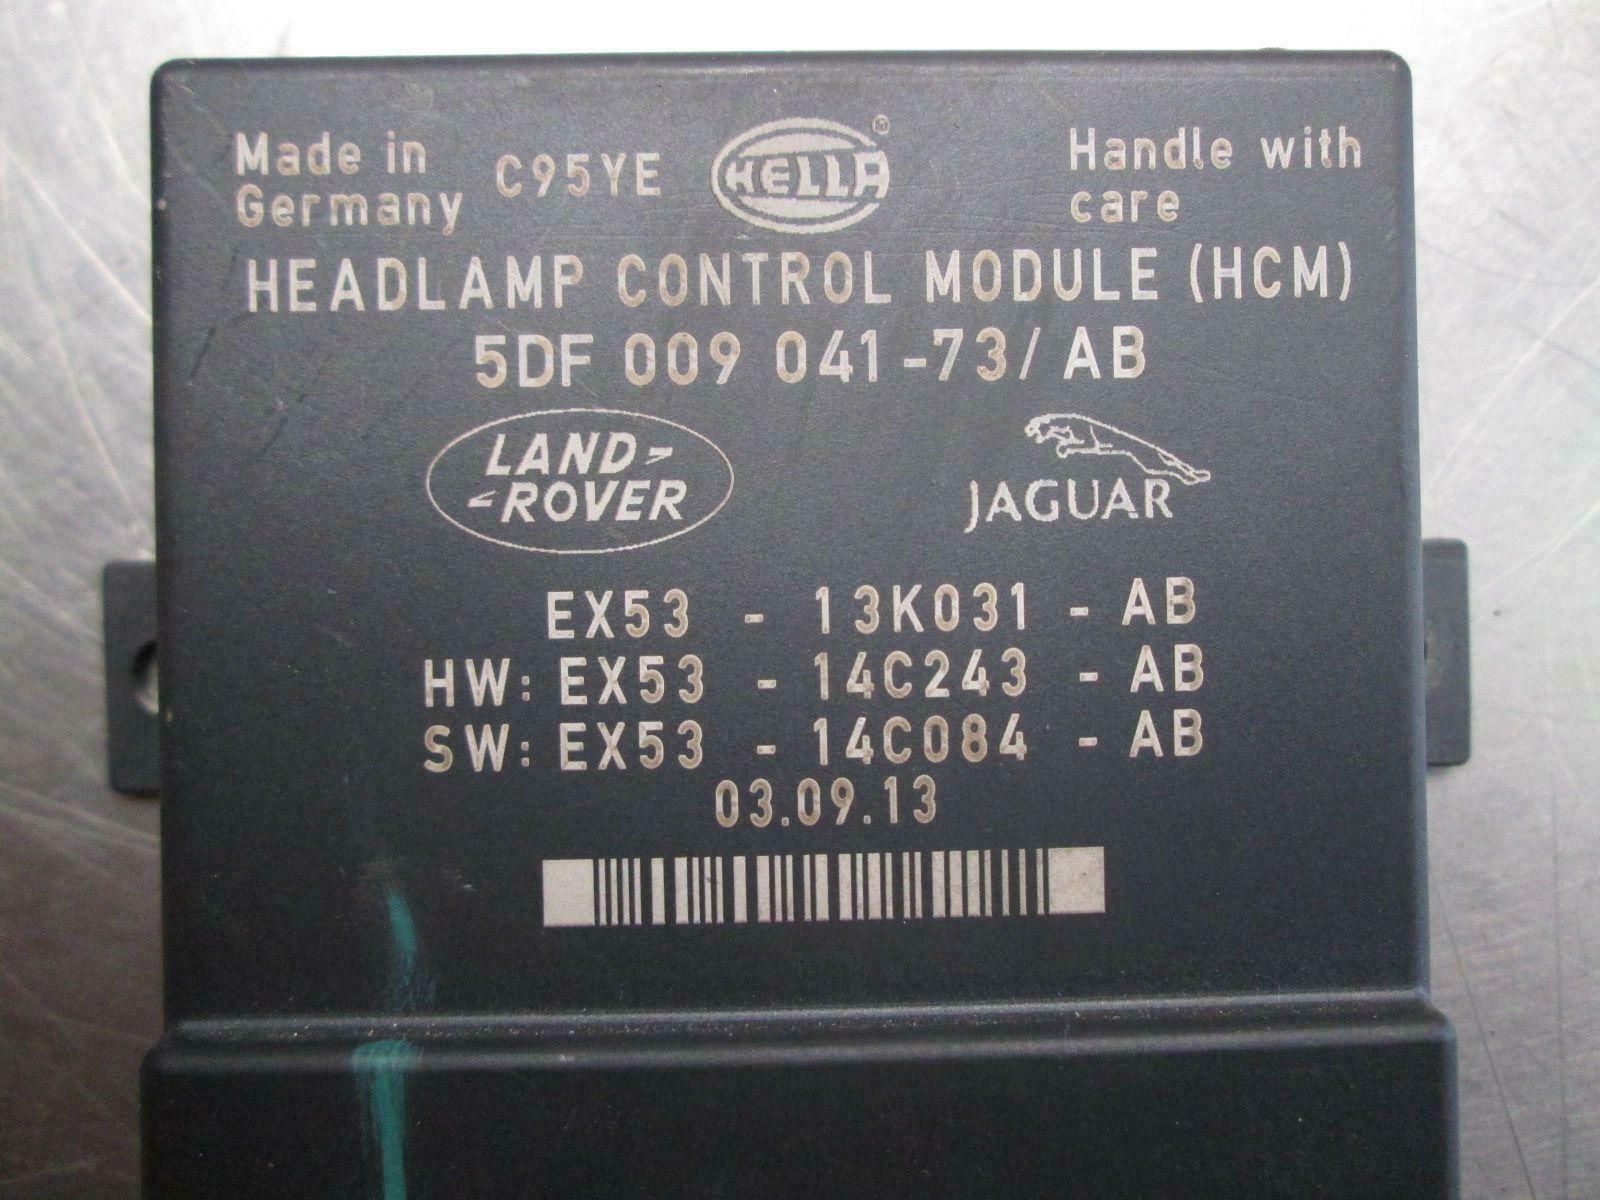 Made in
Germany
C95YE
HELLA ®
Handle with
care
HEADLAMP CONTROL MODULE (HCM)
5DF 009 041-73/ AB
LAND-
-ROVER
JAGUAR
EX53 - 13K031 - AB
HW: EX53 - 14C243 - AB
SW: EX53 - 14C084 - AB
03.09.13